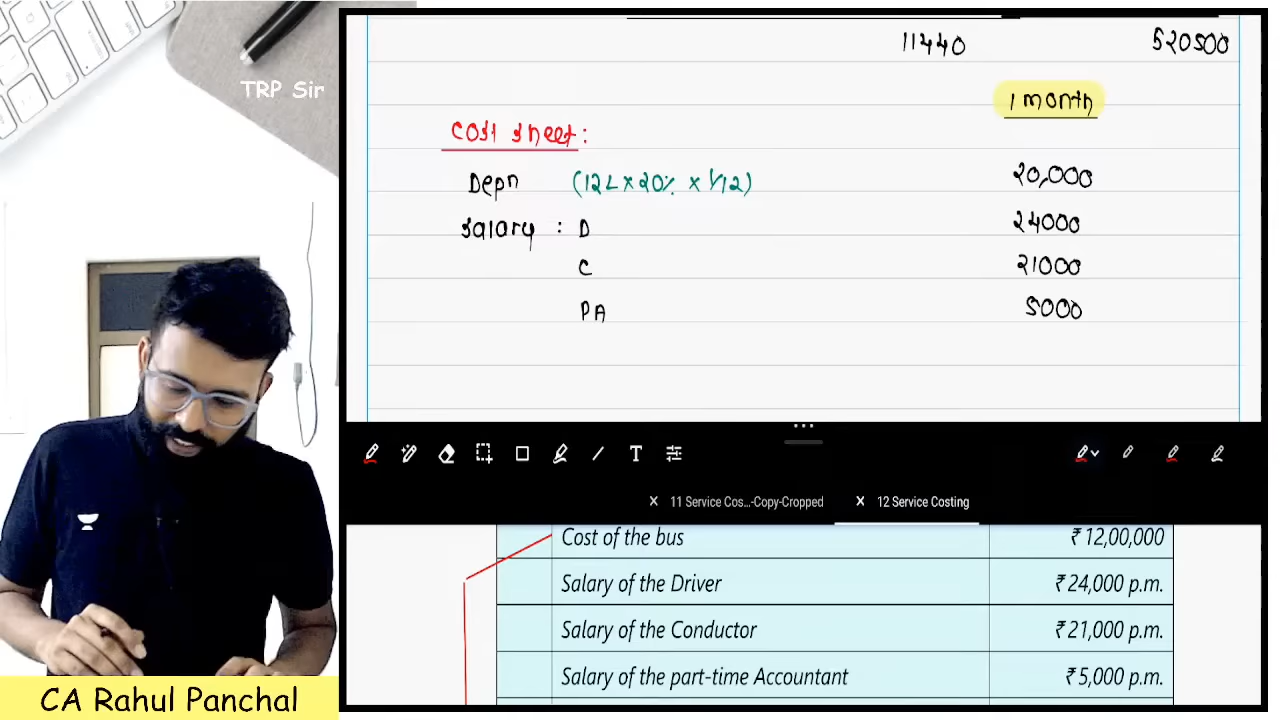 TRP Sir
11440 520500
1 month
Cost sheet :
Depn (12L x 20% x 1/12) 20,000
Salary : D 24000
C 21000
PA 5000
T
× 11 Service Cos...-Copy-Cropped × 12 Service Costing
Cost of the bus ₹12,00,000
Salary of the Driver ₹24,000 p.m.
Salary of the Conductor ₹21,000 p.m.
Salary of the part-time Accountant ₹5,000 p.m.
CA Rahul Panchal